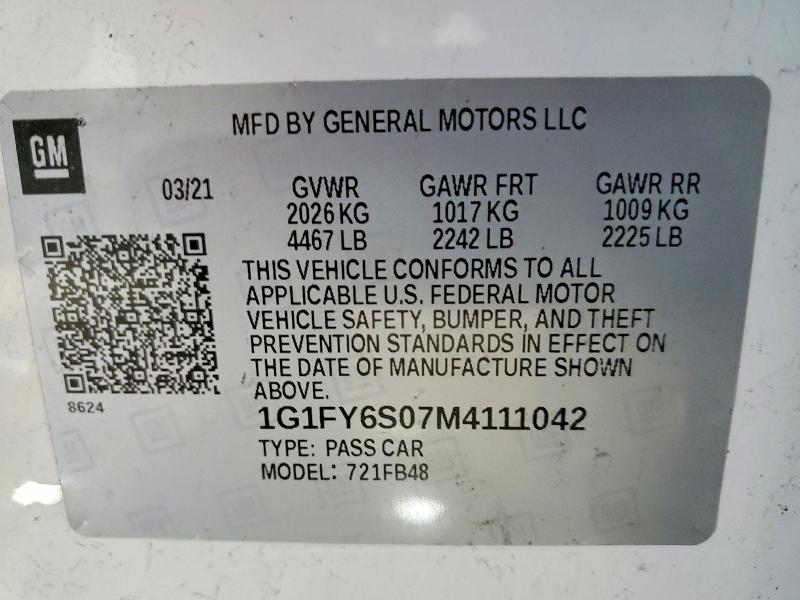 MFD BY GENERAL MOTORS LLC
GM
03/21 GVWR GAWR FRT GAWR RR
2026 KG 1017 KG 1009 KG
4467 LB 2242 LB 2225 LB
THIS VEHICLE CONFORMS TO ALL
APPLICABLE U.S. FEDERAL MOTOR
VEHICLE SAFETY, BUMPER, AND THEFT
PREVENTION STANDARDS IN EFFECT ON
THE DATE OF MANUFACTURE SHOWN
ABOVE.
8624
1G1FY6S07M4111042
TYPE: PASS CAR
MODEL: 721FB48